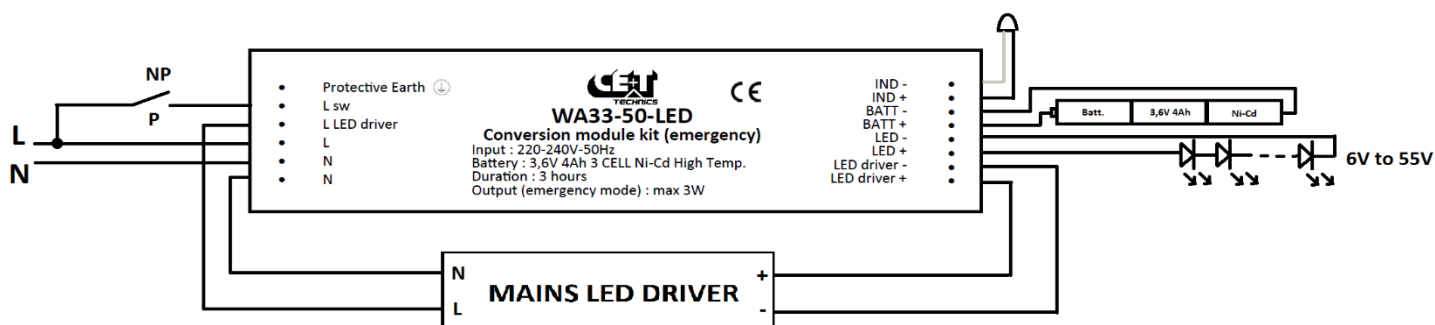 NP
P
L
N
Protective Earth
L sw
L LED driver
L
N
N
CE+T
TECHNICS
CE
WA33-50-LED
Conversion module kit (emergency)
Input : 220-240V-50Hz
Battery : 3,6V 4Ah 3 CELL Ni-Cd High Temp.
Duration : 3 hours
Output (emergency mode) : max 3W
IND -
IND +
BATT -
BATT +
LED -
LED +
LED driver -
LED driver +
Batt. 3,6V 4Ah Ni-Cd
6V to 55V
N +
MAINS LED DRIVER
L -